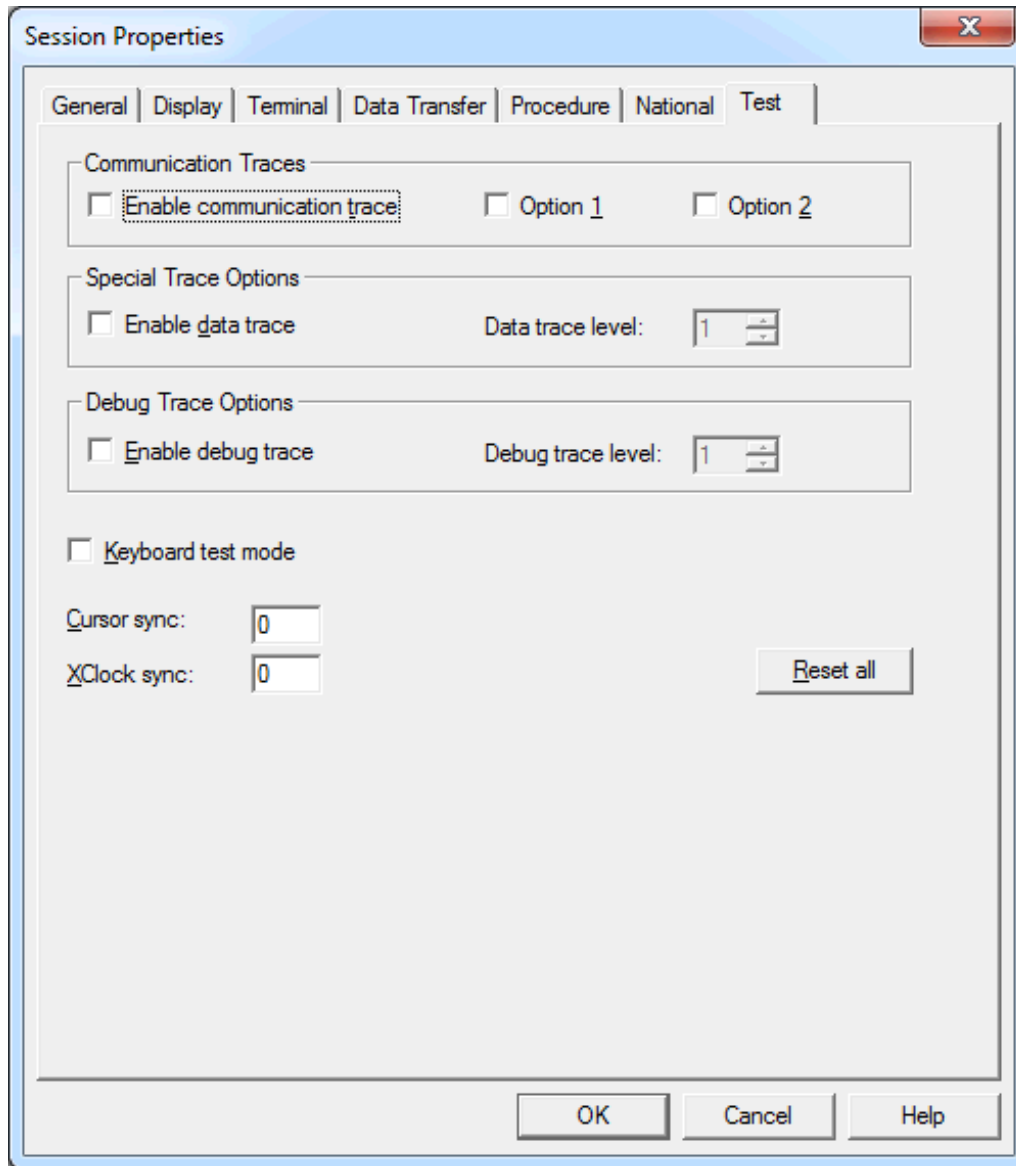 Session Properties
General Display Terminal Data Transfer Procedure National Test
Communication Traces
Enable communication trace Option 1 Option 2
Special Trace Options
Enable data trace Data trace level: 1
Debug Trace Options
Enable debug trace Debug trace level: 1
Keyboard test mode
Cursor sync: 0
XClock sync: 0 Reset all
OK Cancel Help